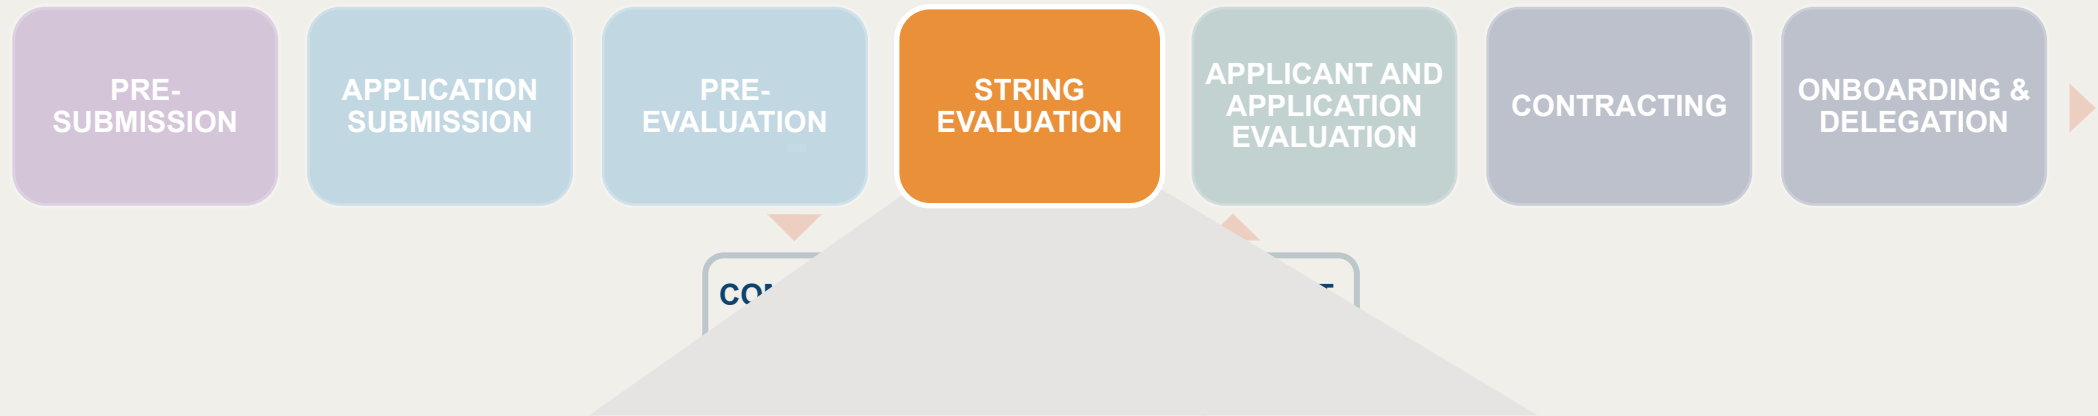 PRE-
SUBMISSION
APPLICATION
SUBMISSION
PRE-
EVALUATION
STRING
EVALUATION
APPLICANT AND
APPLICATION
EVALUATION
CONTRACTING
ONBOARDING &
DELEGATION